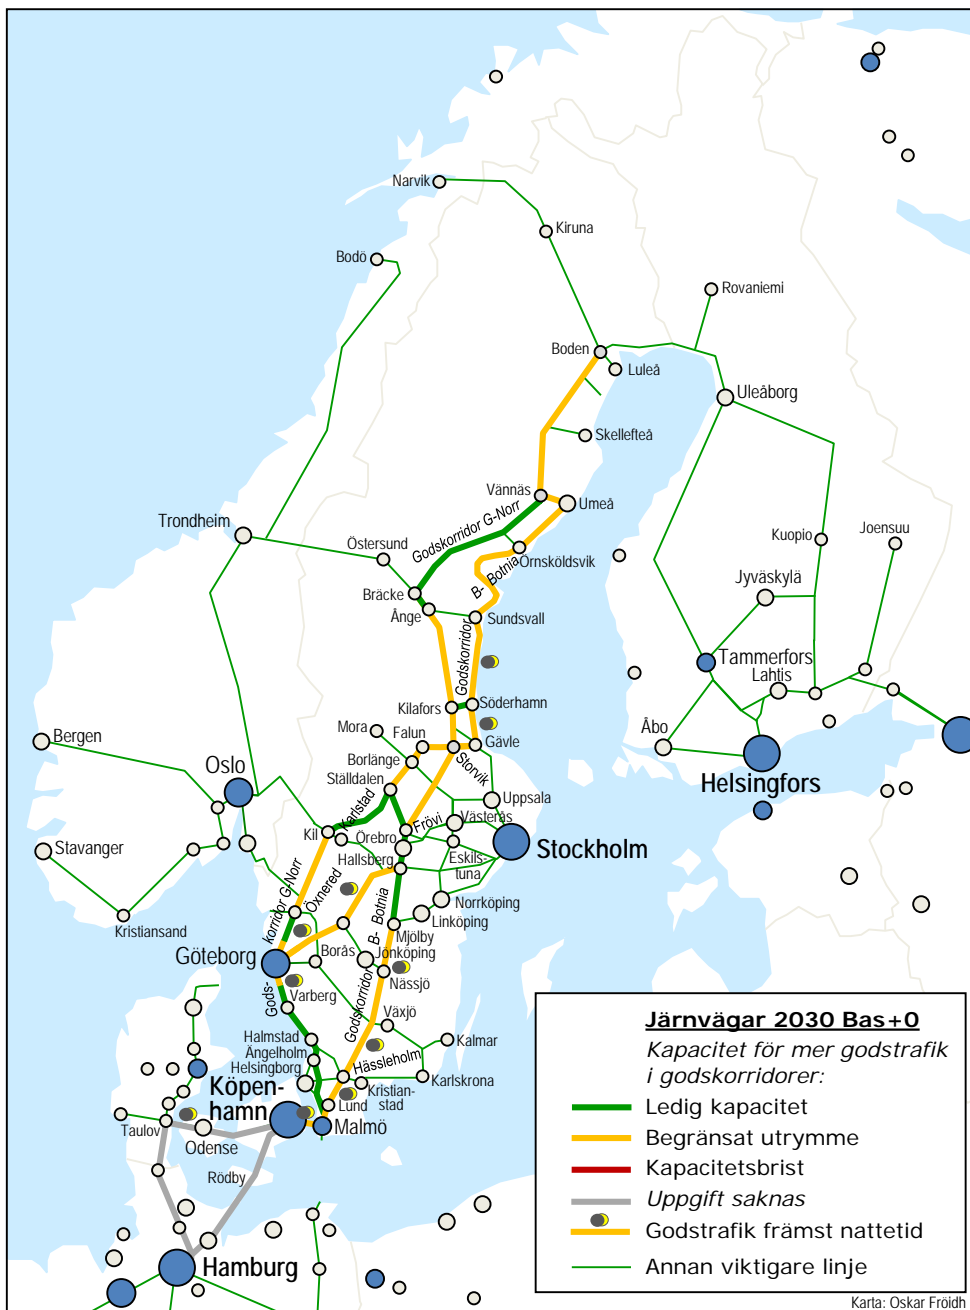 Narvik
Kiruna
Bodö
Rovaniemi
Boden
Luleå
Uleåborg
Skellefteå
Vännäs
Umeå
Godskorridor G-Norr
Trondheim
Östersund
Örnsköldsvik
Kuopio
Joensuu
B- Botnia
Bräcke
Jyväskylä
Ånge
Sundsvall
Godskorridor
Tammerfors
Lahtis
Kilafors
Söderhamn
Mora
Falun
Gävle
Åbo
Bergen
Borlänge
Storvik
Oslo
Ställdalen
Helsingfors
Uppsala
Karlstad
Frövi
Västerås
Kil
Örebro
Stockholm
Stavanger
Hallsberg
Eskils-
tuna
korridor G-Norr
Öxnered
Norrköping
Linköping
Kristiansand
B- Botnia
Mjölby
Göteborg
Borås
Jönköping
Nässjö
Gods-
Varberg
Godskorridor
Växjö
Halmstad
Kalmar
Ängelholm
Helsingborg
Hässleholm
Karlskrona
Kristian-
stad
Köpen-
hamn
Lund
Taulov
Malmö
Odense
Rödby
Hamburg
Järnvägar 2030 Bas+0
Kapacitet för mer godstrafik
i godskorridorer:
Ledig kapacitet
Begränsat utrymme
Kapacitetsbrist
Uppgift saknas
Godstrafik främst nattetid
Annan viktigare linje
Karta: Oskar Fröidh